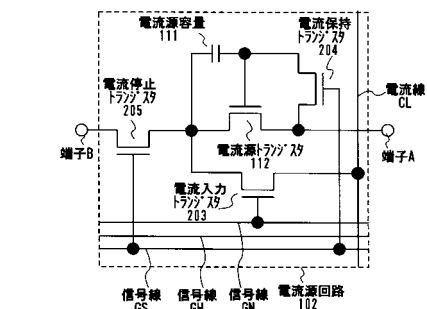 電流源容量
111
電流保持
トランジスタ
204
電流停止
トランジスタ
205
電流線
CL
端子B
電流源トランジスタ
112
端子A
電流入力
トランジスタ
203
信号線
GS
信号線
GH
信号線
GN
電流源回路
102